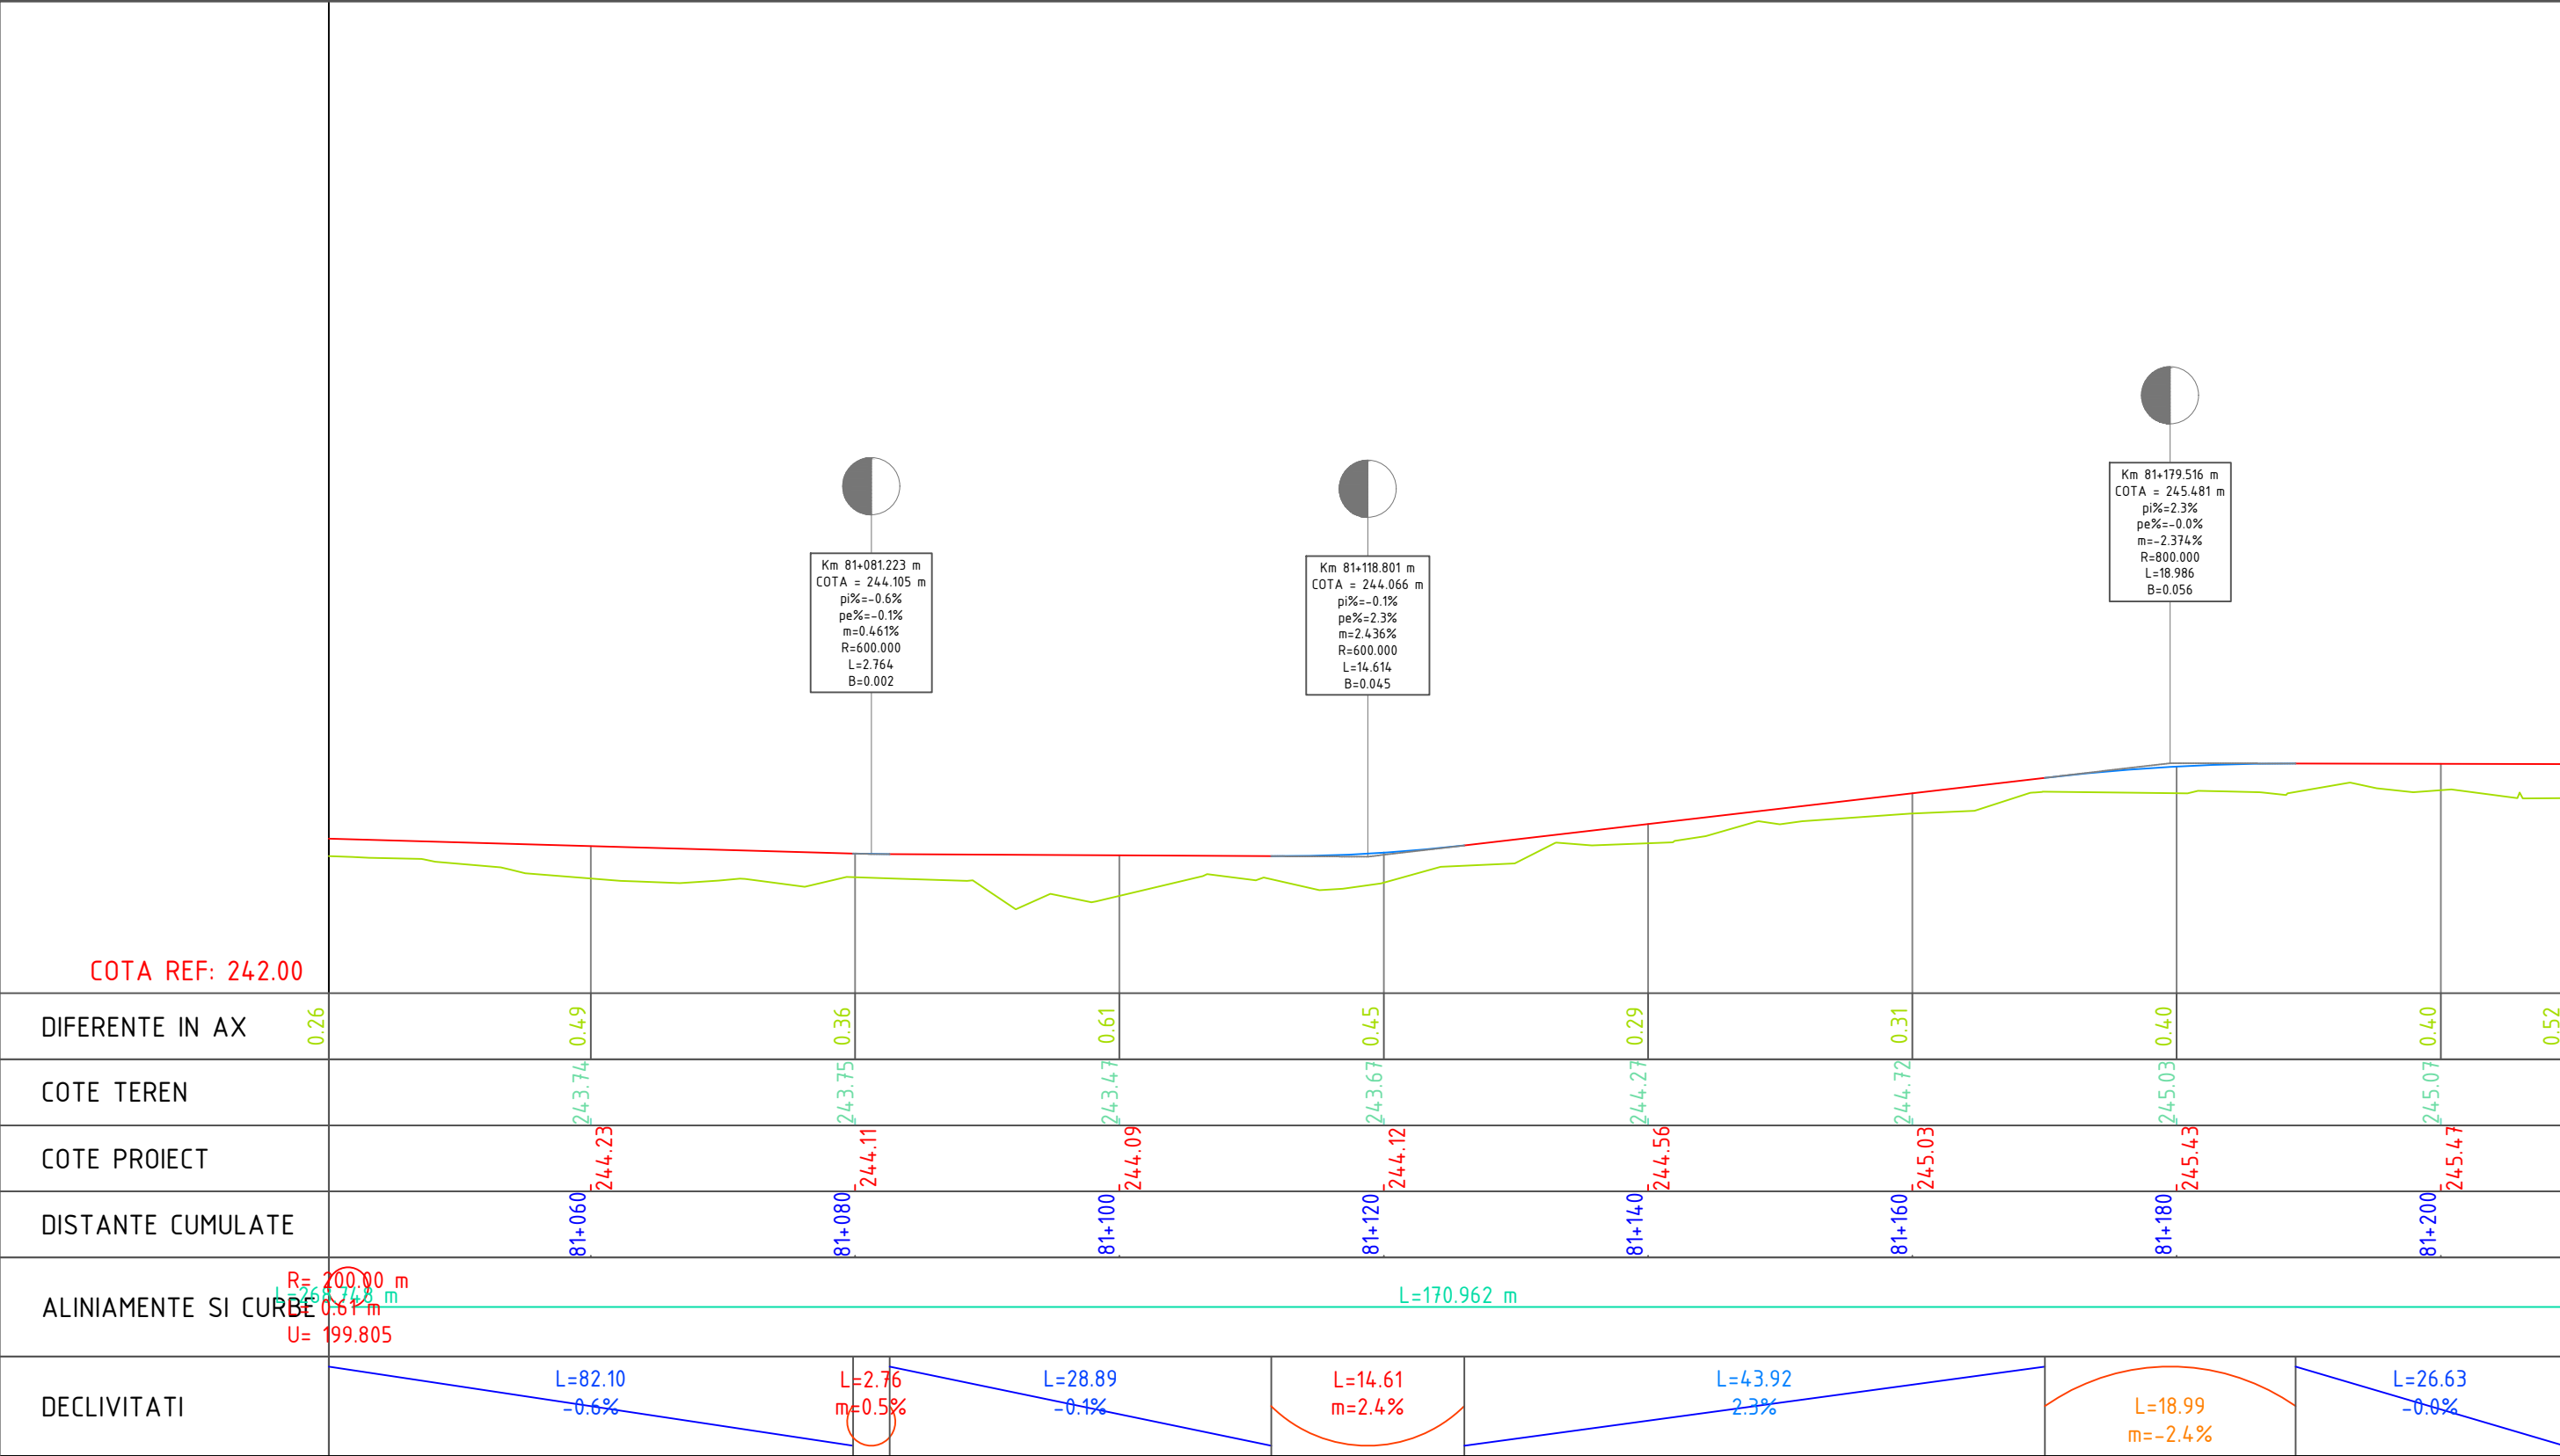 Km 81+179.516 m
COTA = 245.481 m
pi%=2.3%
pe%=-0.0%
m=-2.374%
R=800.000
L=18.986
B=0.056
Km 81+081.223 m
COTA = 244.105 m
pi%=-0.6%
pe%=-0.1%
m=0.461%
R=600.000
L=2.764
B=0.002
Km 81+118.801 m
COTA = 244.066 m
pi%=-0.1%
pe%=2.3%
m=2.436%
R=600.000
L=14.614
B=0.045
COTA REF: 242.00
DIFERENTE IN AX 0.26 0.49 0.36 0.61 0.45 0.29 0.31 0.40 0.40 0.52
COTE TEREN 243.74 243.75 243.47 243.67 244.27 244.72 245.03 245.07
COTE PROIECT 244.23 244.11 244.09 244.12 244.56 245.03 245.43 245.47
DISTANTE CUMULATE 81+060 81+080 81+100 81+120 81+140 81+160 81+180 81+200
R= 200.00 m
L=268.748 m L=170.962 m
ALINIAMENTE SI CURBE L= 0.61 m
U= 199.805
L=82.10 L=2.76 L=28.89 L=14.61 L=43.92 L=26.63
DECLIVITATI -0.6% m=0.5% -0.1% m=2.4% 2.3% L=18.99 -0.0%
m=-2.4%